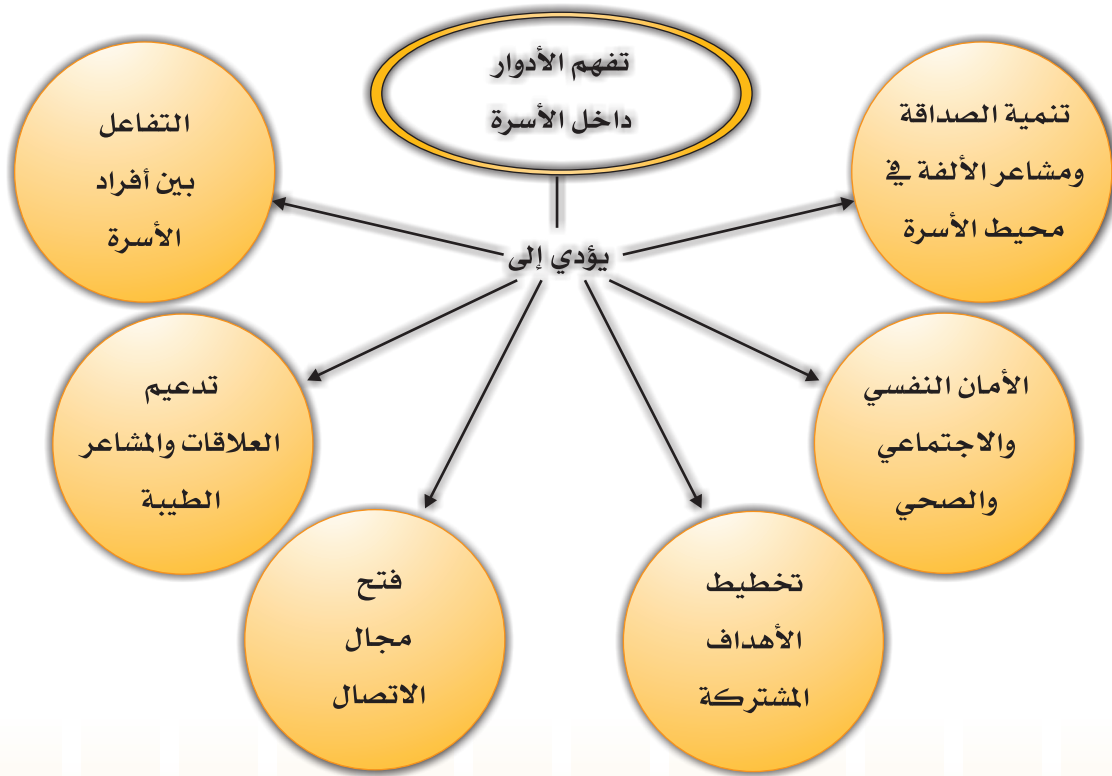 تفهم الأدوار
داخل الأسرة
يؤدي إلى
تنمية الصداقة
ومشاعر الألفة في
محيط الأسرة
الأمان النفسي
والاجتماعي
والصحي
تخطيط
الأهداف
المشتركة
فتح
مجال
الاتصال
تدعيم
العلاقات والمشاعر
الطيبة
التفاعل
بين أفراد
الأسرة